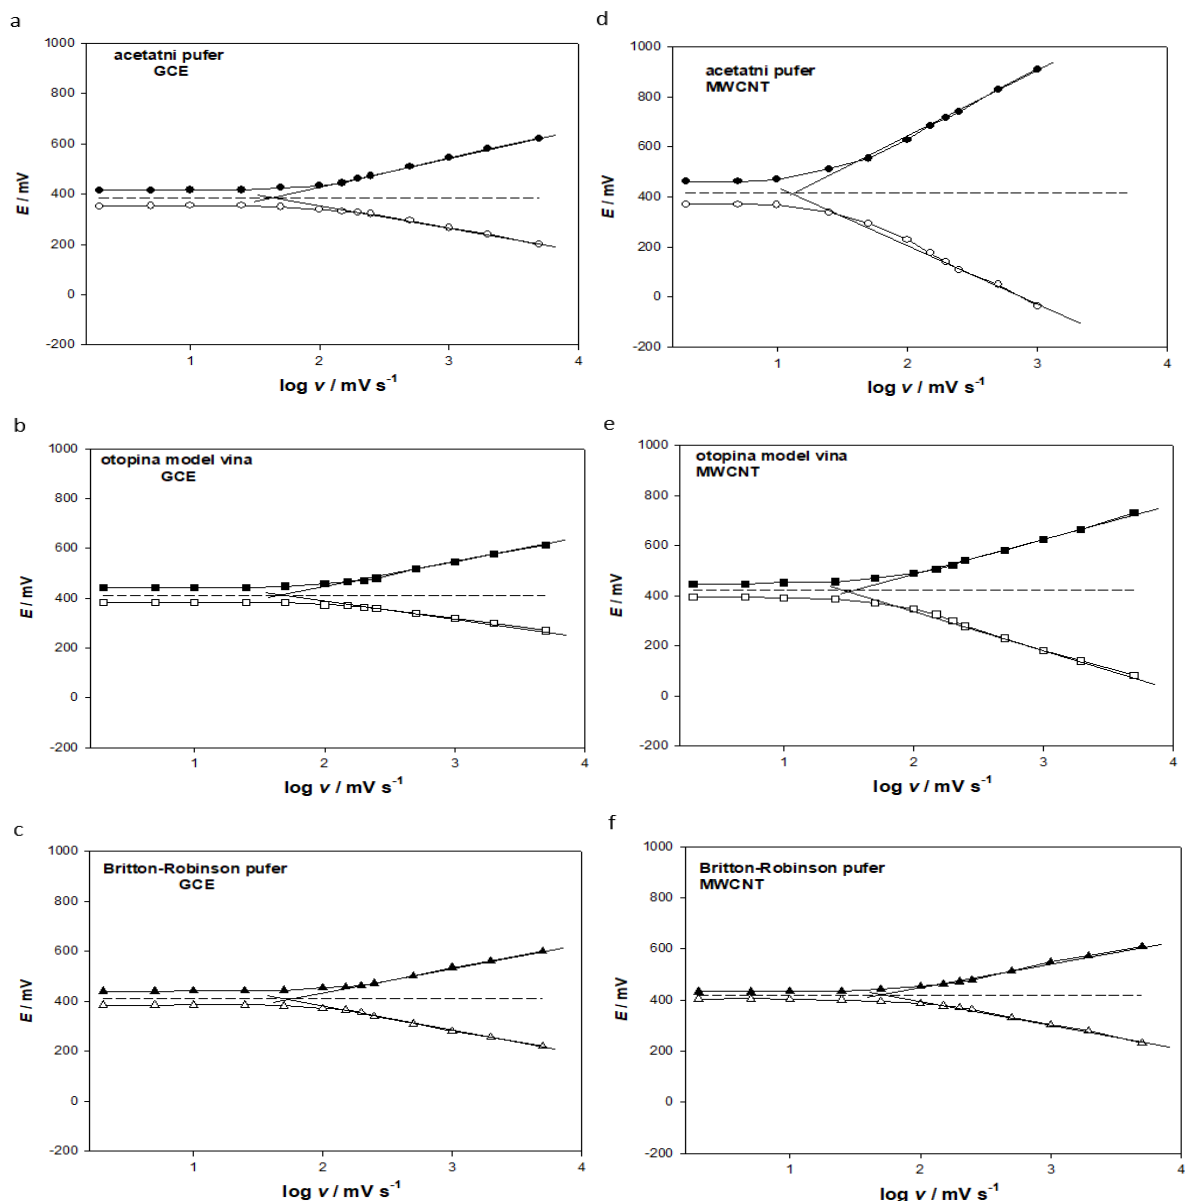 a
1000
800
600
400
200
0
-200
E / mV
acetatni pufer
GCE
1
2
3
4
log v / mV s⁻¹
d
1000
800
600
400
200
0
-200
E / mV
acetatni pufer
MWCNT
1
2
3
4
log v / mV s⁻¹
b
1000
800
600
400
200
0
-200
E / mV
otopina model vina
GCE
1
2
3
4
log v / mV s⁻¹
e
1000
800
600
400
200
0
-200
E / mV
otopina model vina
MWCNT
1
2
3
4
log v / mV s⁻¹
c
1000
800
600
400
200
0
-200
E / mV
Britton-Robinson pufer
GCE
1
2
3
4
log v / mV s⁻¹
f
1000
800
600
400
200
0
-200
E / mV
Britton-Robinson pufer
MWCNT
1
2
3
4
log v / mV s⁻¹